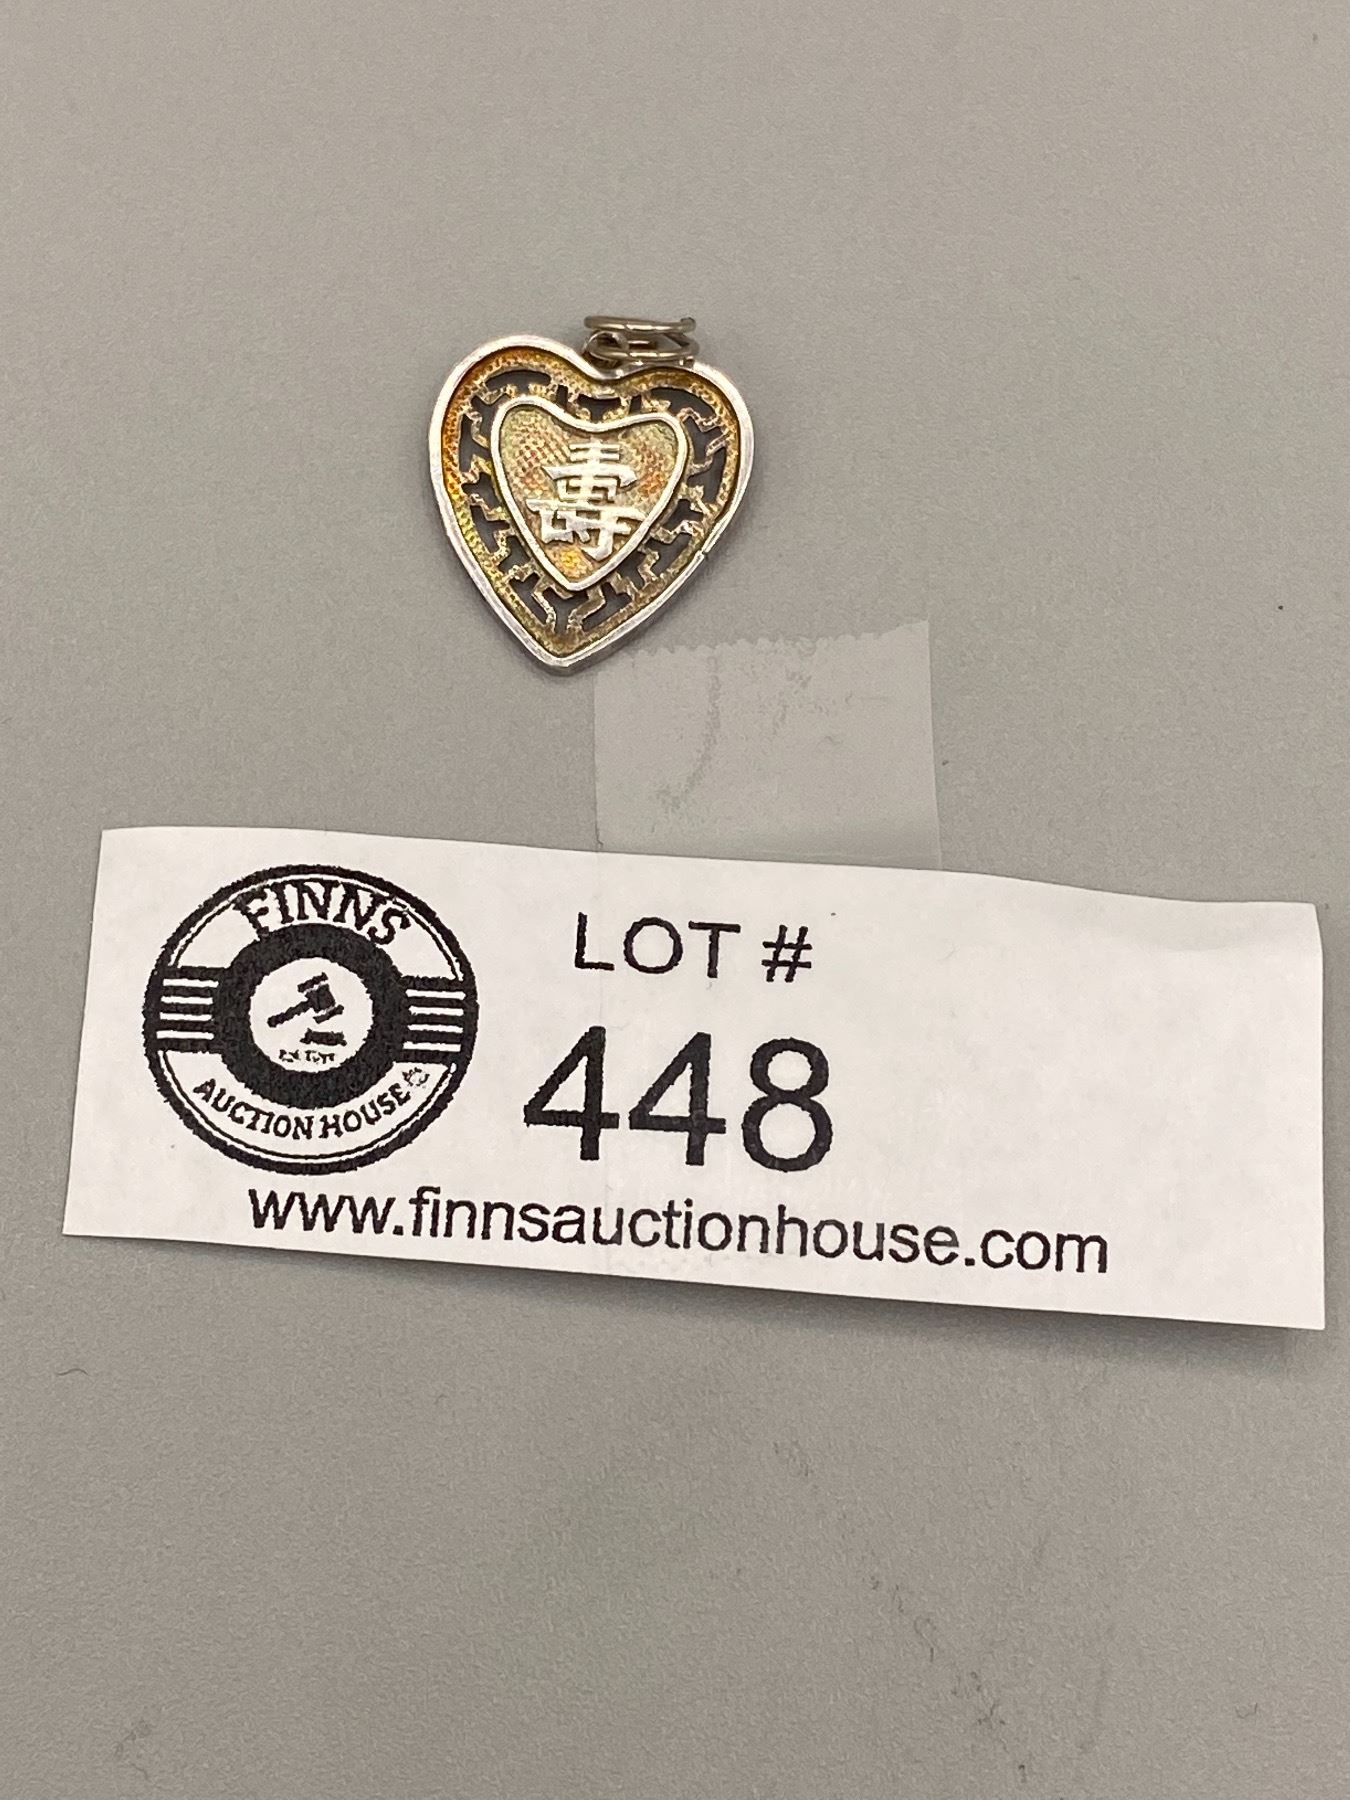 壽
FINNS
AUCTION HOUSE
LOT #
448
www.finnsauctionhouse.com